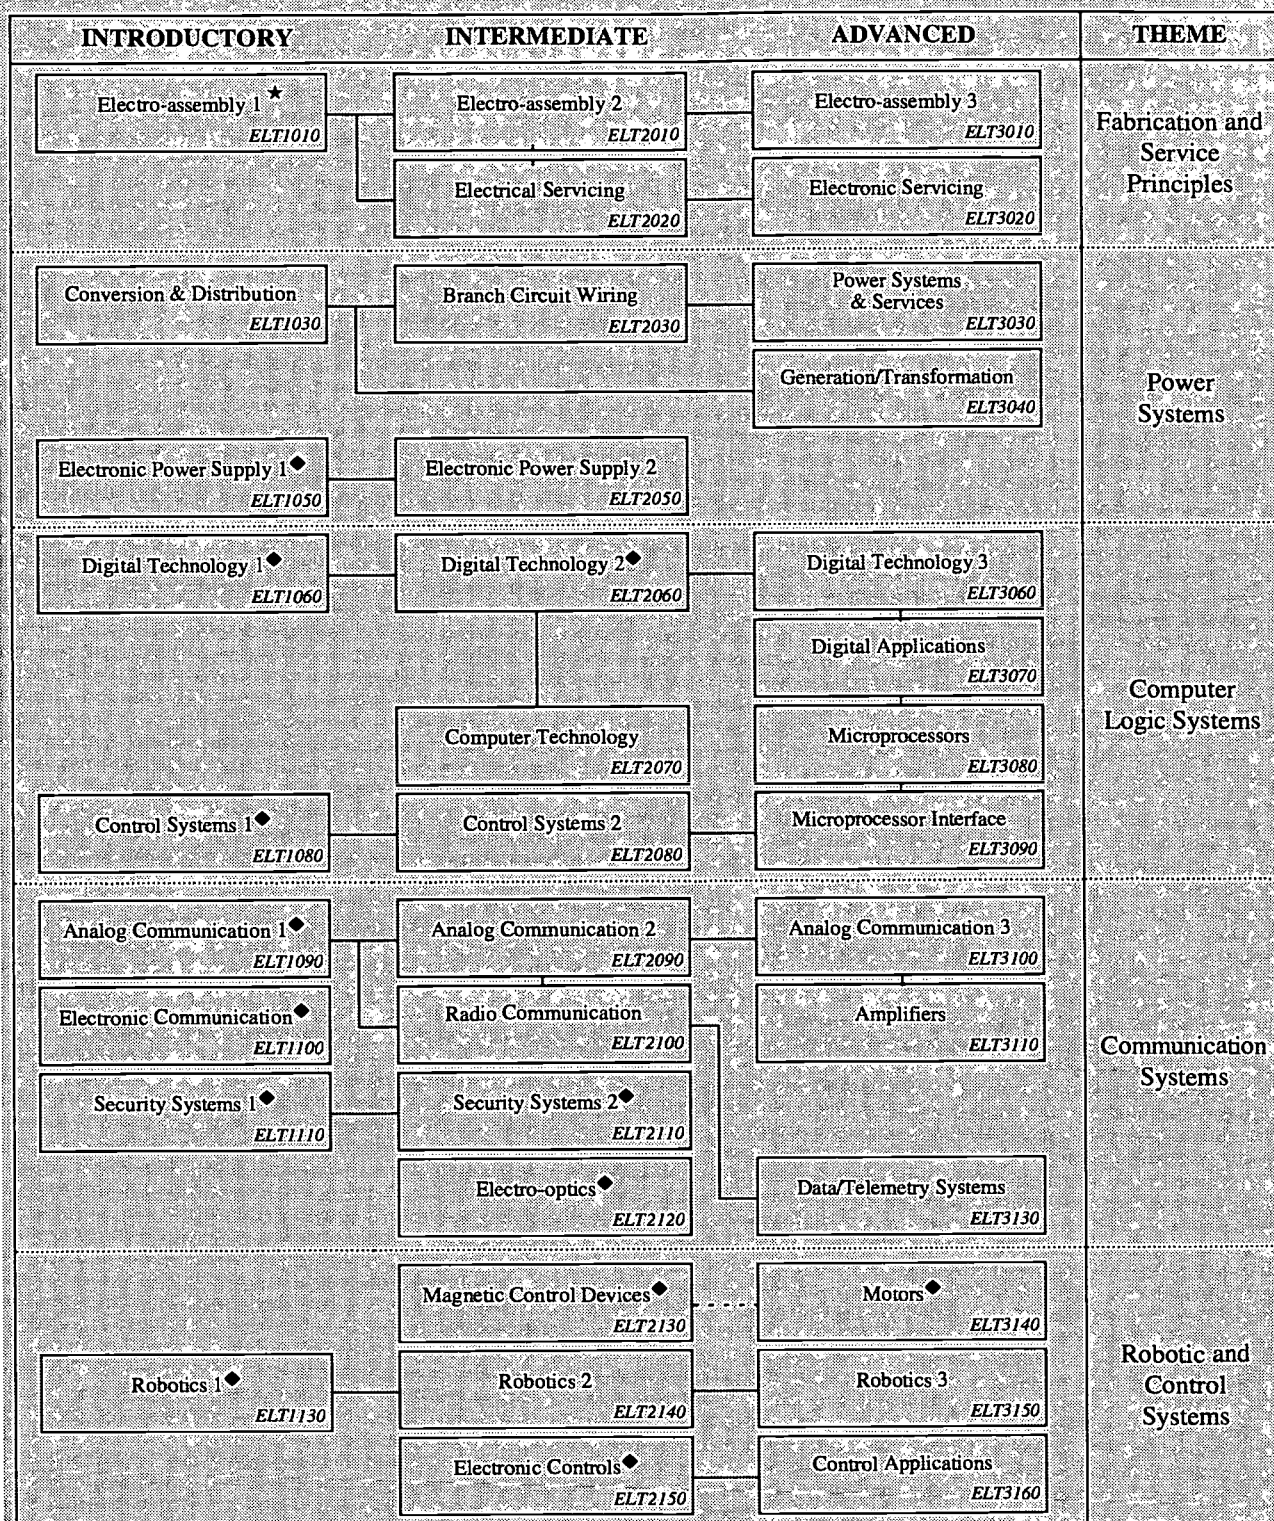 INTRODUCTORY INTERMEDIATE ADVANCED THEME
Electro-assembly 1 ★
ELT1010
Electro-assembly 2
ELT2010
Electro-assembly 3
ELT3010
Electrical Servicing
ELT2020
Electronic Servicing
ELT3020
Fabrication and
Service
Principles
Conversion & Distribution
ELT1030
Branch Circuit Wiring
ELT2030
Power Systems
& Services
ELT3030
Generation/Transformation
ELT3040
Electronic Power Supply 1◆
ELT1050
Electronic Power Supply 2
ELT2050
Power
Systems
Digital Technology 1◆
ELT1060
Digital Technology 2◆
ELT2060
Digital Technology 3
ELT3060
Digital Applications
ELT3070
Computer Technology
ELT2070
Microprocessors
ELT3080
Control Systems 1◆
ELT1080
Control Systems 2
ELT2080
Microprocessor Interface
ELT3090
Computer
Logic Systems
Analog Communication 1◆
ELT1090
Analog Communication 2
ELT2090
Analog Communication 3
ELT3100
Electronic Communication◆
ELT1100
Radio Communication
ELT2100
Amplifiers
ELT3110
Security Systems 1◆
ELT1110
Security Systems 2◆
ELT2110
Electro-optics◆
ELT2120
Data/Telemetry Systems
ELT3130
Communication
Systems
Magnetic Control Devices◆
ELT2130
Motors◆
ELT3140
Robotics 1◆
ELT1130
Robotics 2
ELT2140
Robotics 3
ELT3150
Electronic Controls◆
ELT2150
Control Applications
ELT3160
Robotic and
Control
Systems